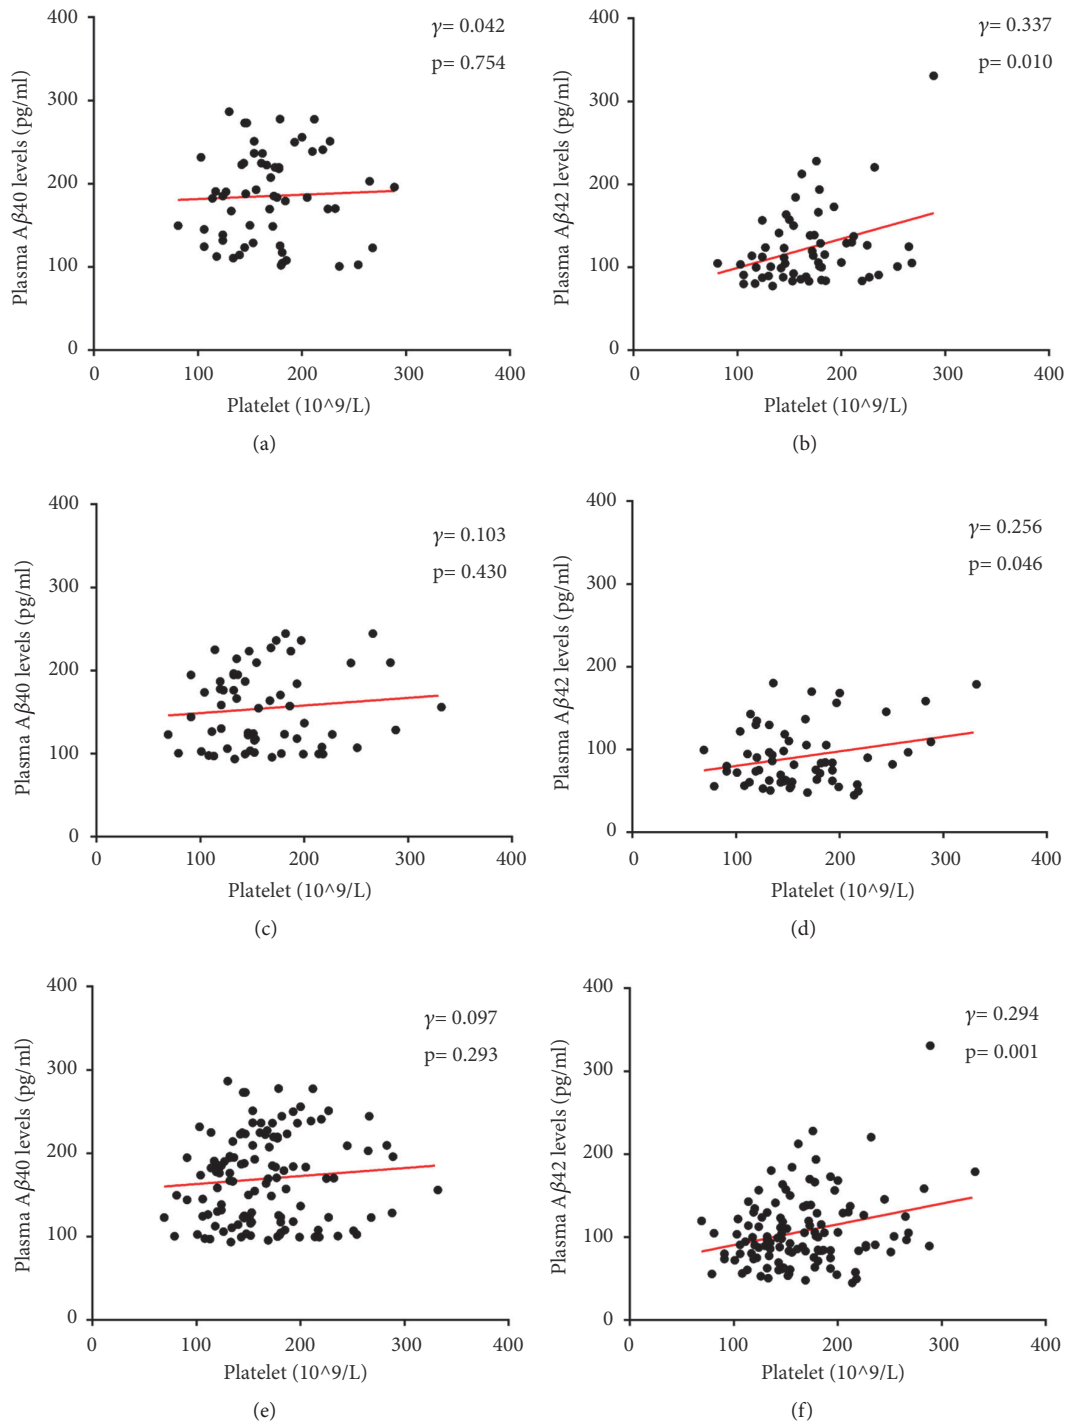 400
300
200
100
0
Plasma Aβ40 levels (pg/ml)
γ= 0.042
p= 0.754
0 100 200 300 400
Platelet (10^9/L)
(a)
400
300
200
100
0
Plasma Aβ42 levels (pg/ml)
γ= 0.337
p= 0.010
0 100 200 300 400
Platelet (10^9/L)
(b)
400
300
200
100
0
Plasma Aβ40 levels (pg/ml)
γ= 0.103
p= 0.430
0 100 200 300 400
Platelet (10^9/L)
(c)
400
300
200
100
0
Plasma Aβ42 levels (pg/ml)
γ= 0.256
p= 0.046
0 100 200 300 400
Platelet (10^9/L)
(d)
400
300
200
100
0
Plasma Aβ40 levels (pg/ml)
γ= 0.097
p= 0.293
0 100 200 300 400
Platelet (10^9/L)
(e)
400
300
200
100
0
Plasma Aβ42 levels (pg/ml)
γ= 0.294
p= 0.001
0 100 200 300 400
Platelet (10^9/L)
(f)